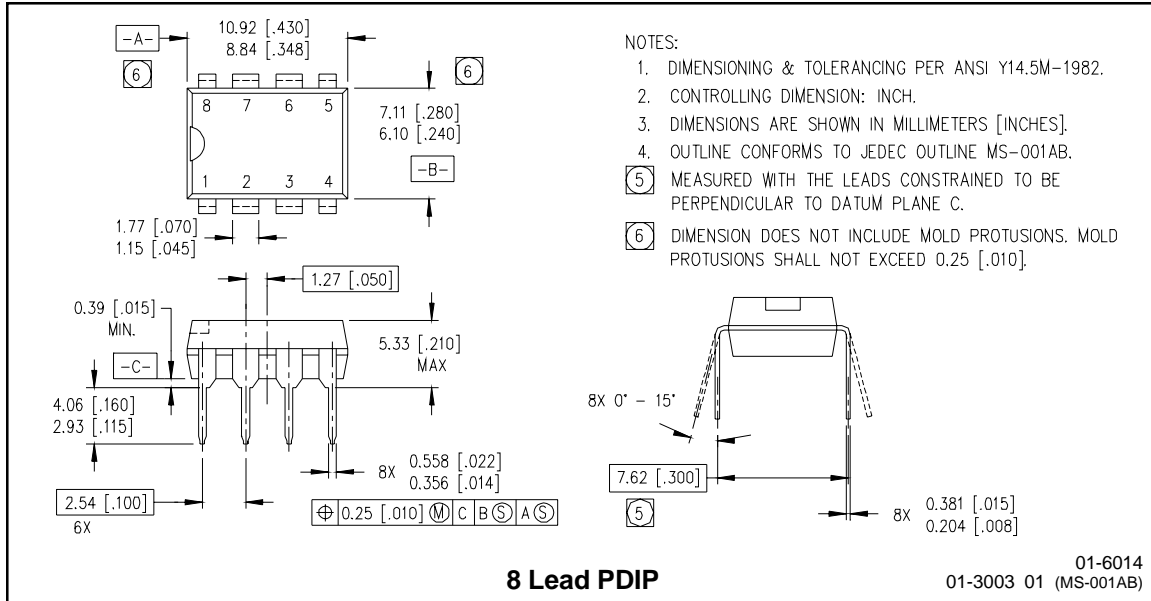 -A-
10.92 [.430]
8.84 [.348]
6
6
8 7 6 5
1 2 3 4
7.11 [.280]
6.10 [.240]
-B-
1.77 [.070]
1.15 [.045]
1.27 [.050]
0.39 [.015]
MIN.
-C-
5.33 [.210]
MAX
4.06 [.160]
2.93 [.115]
2.54 [.100]
6X
8X 0.558 [.022]
0.356 [.014]
⌖ 0.25 [.010] Ⓜ C B Ⓢ A Ⓢ
NOTES:
1. DIMENSIONING & TOLERANCING PER ANSI Y14.5M-1982.
2. CONTROLLING DIMENSION: INCH.
3. DIMENSIONS ARE SHOWN IN MILLIMETERS [INCHES].
4. OUTLINE CONFORMS TO JEDEC OUTLINE MS-001AB.
5 MEASURED WITH THE LEADS CONSTRAINED TO BE
PERPENDICULAR TO DATUM PLANE C.
6 DIMENSION DOES NOT INCLUDE MOLD PROTUSIONS. MOLD
PROTUSIONS SHALL NOT EXCEED 0.25 [.010].
8X 0° - 15°
7.62 [.300]
5
8X 0.381 [.015]
0.204 [.008]
8 Lead PDIP
01-6014
01-3003 01 (MS-001AB)